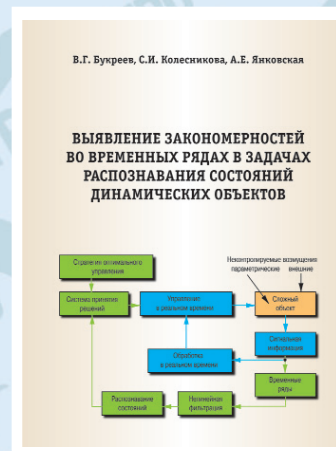 В.Г. Букреев, С.И. Колесникова, А.Е. Янковская
ВЫЯВЛЕНИЕ ЗАКОНОМЕРНОСТЕЙ
ВО ВРЕМЕННЫХ РЯДАХ В ЗАДАЧАХ
РАСПОЗНАВАНИЯ СОСТОЯНИЙ
ДИНАМИЧЕСКИХ ОБЪЕКТОВ
Стратегия оптимального
управления
Неконтролируемые возмущения
параметрические внешние
Система принятия
решений
Управление
в реальном времени
Сложный
объект
Сигнальная
информация
Обработка
в реальном времени
Временные
ряды
Распознавание
состояний
Нелинейная
фильтрация